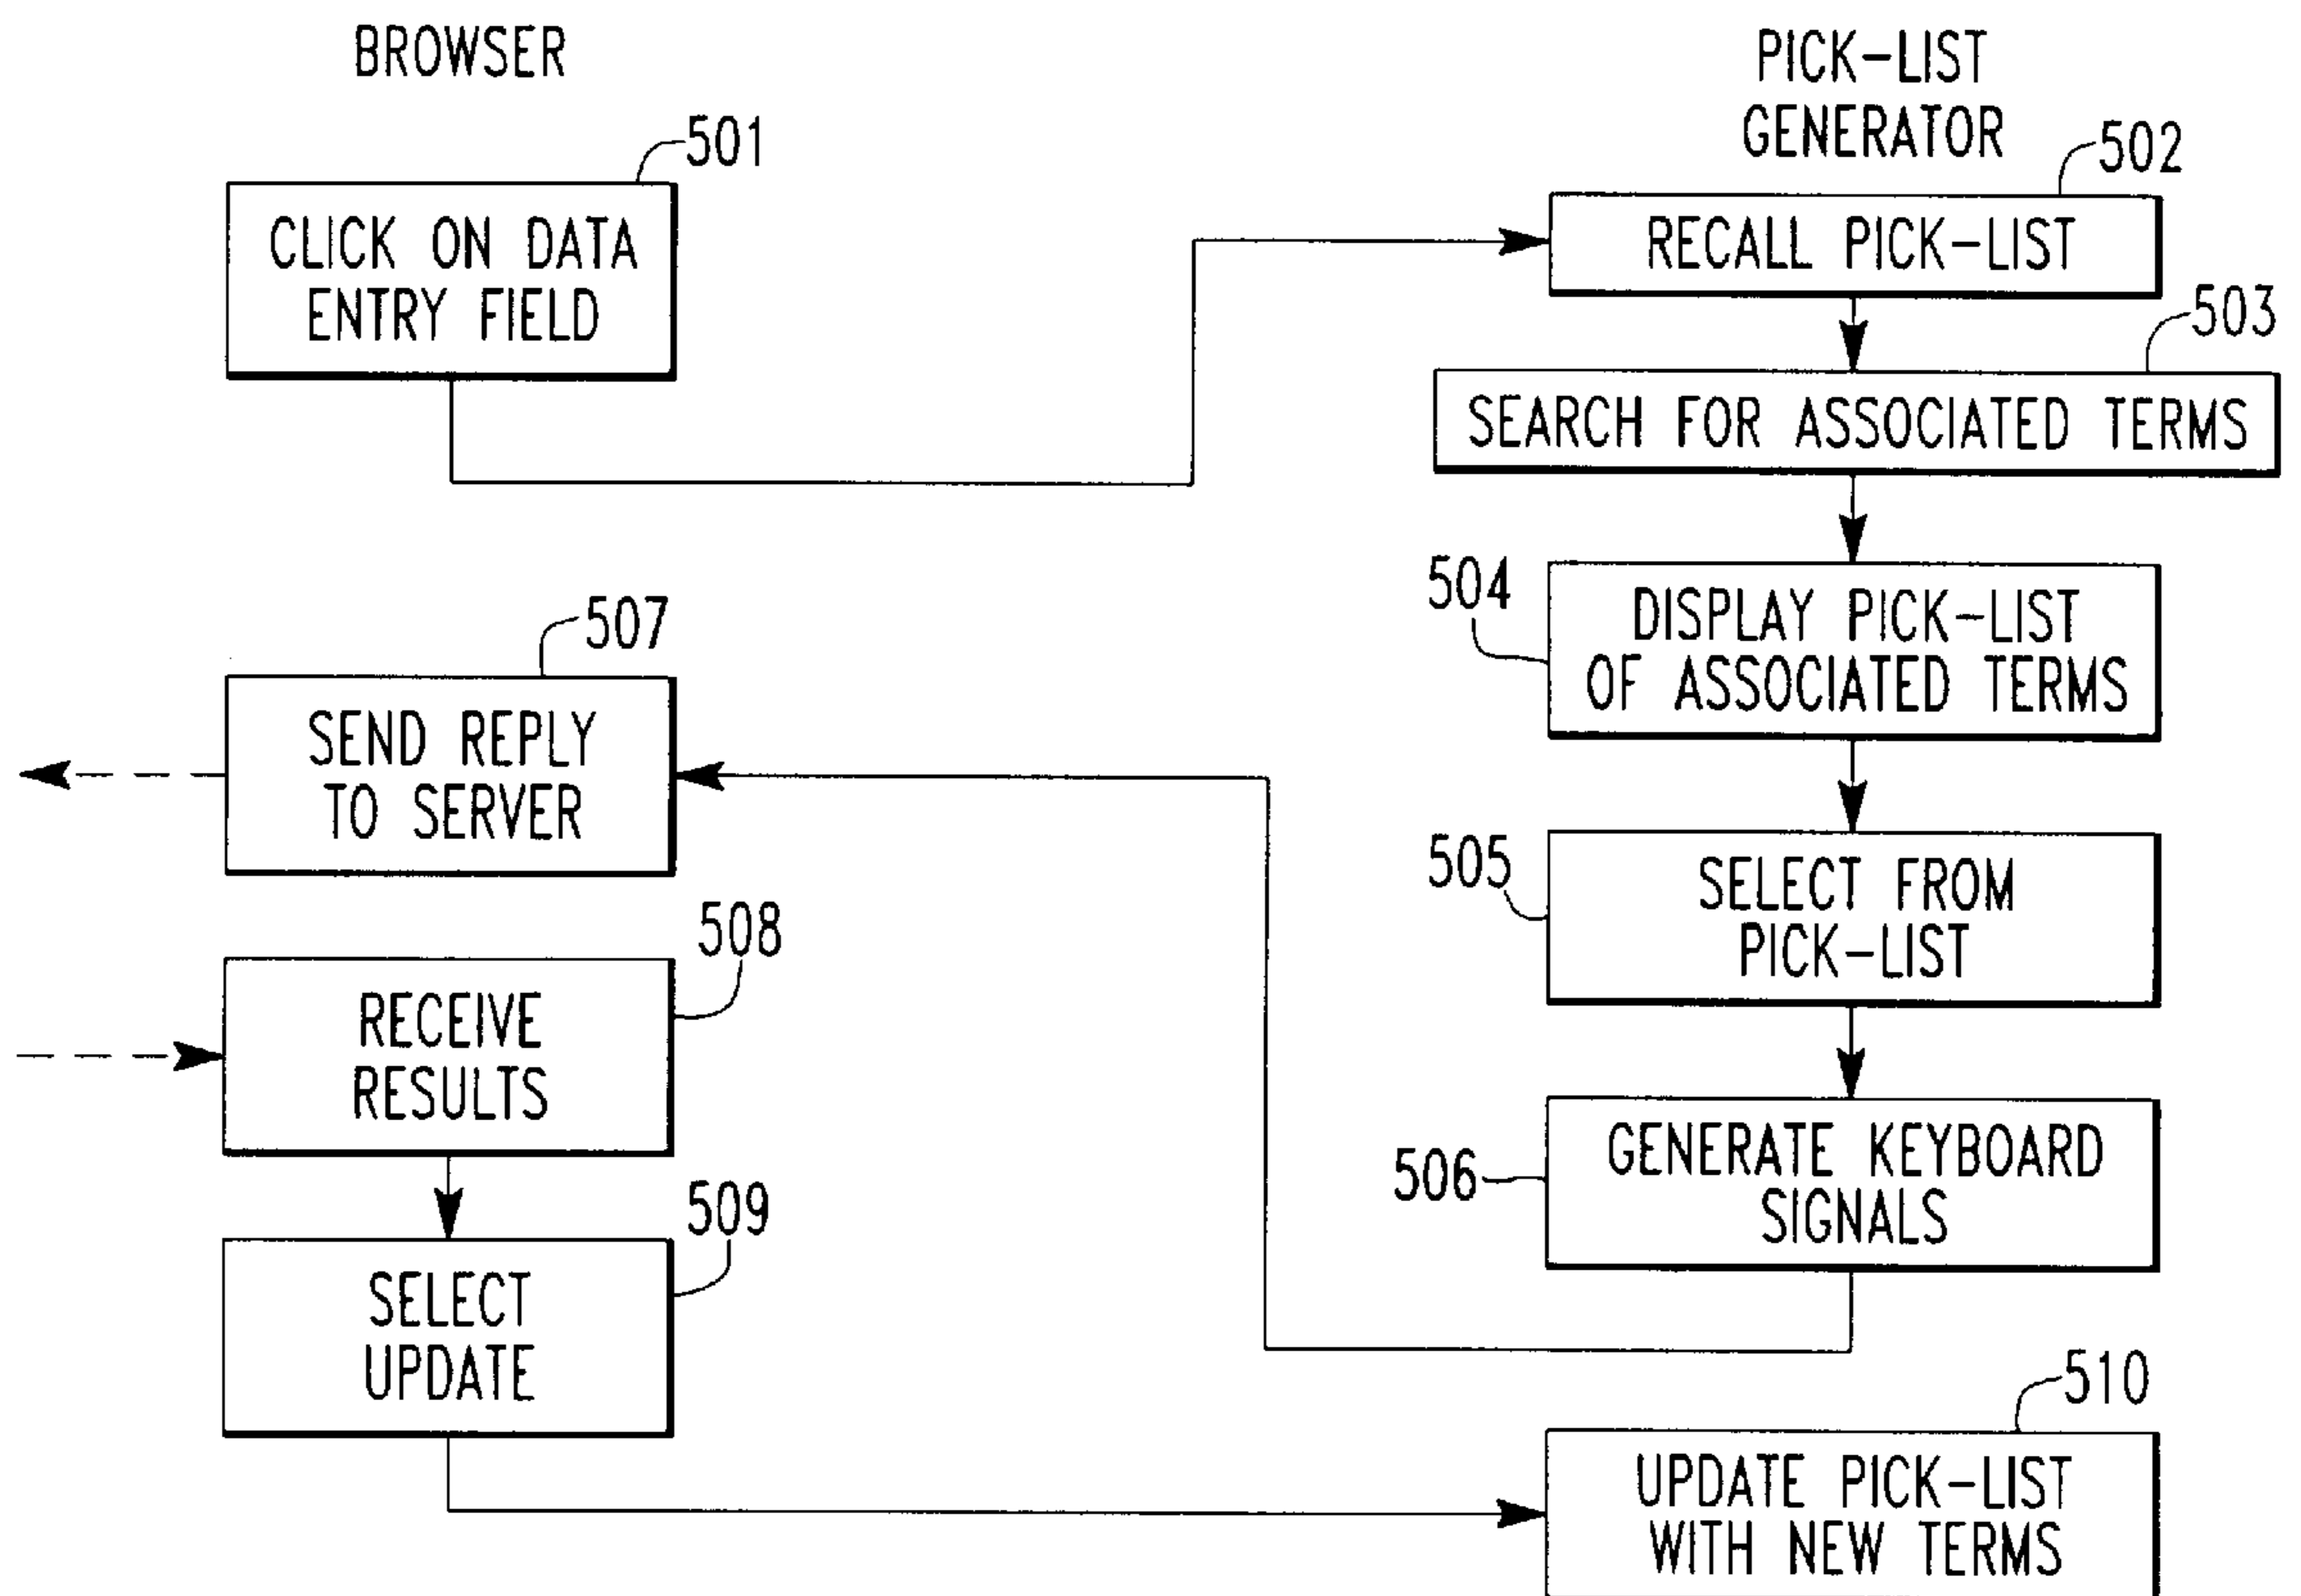 BROWSER
PICK-LIST
GENERATOR
501
CLICK ON DATA
ENTRY FIELD
502
RECALL PICK-LIST
503
SEARCH FOR ASSOCIATED TERMS
504
DISPLAY PICK-LIST
OF ASSOCIATED TERMS
505
SELECT FROM
PICK-LIST
506
GENERATE KEYBOARD
SIGNALS
507
SEND REPLY
TO SERVER
508
RECEIVE
RESULTS
509
SELECT
UPDATE
510
UPDATE PICK-LIST
WITH NEW TERMS